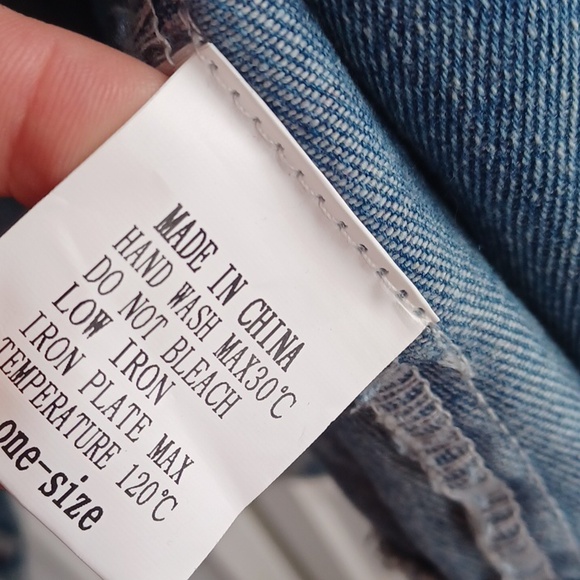 MADE IN CHINA
HAND WASH MAX30℃
DO NOT BLEACH
LOW IRON
IRON PLATE MAX
TEMPERATURE 120℃
one-size